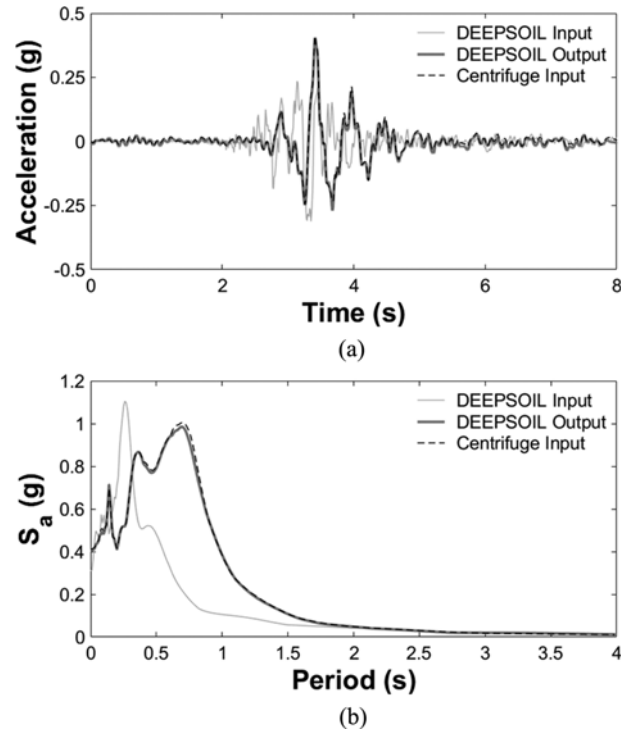 0.5
0.25
0
-0.25
-0.5
Acceleration (g)
DEEPSOIL Input
DEEPSOIL Output
Centrifuge Input
0 2 4 6 8
Time (s)
(a)
1.2
1
0.8
0.6
0.4
0.2
0
Sa (g)
DEEPSOIL Input
DEEPSOIL Output
Centrifuge Input
0 0.5 1 1.5 2 2.5 3 3.5 4
Period (s)
(b)